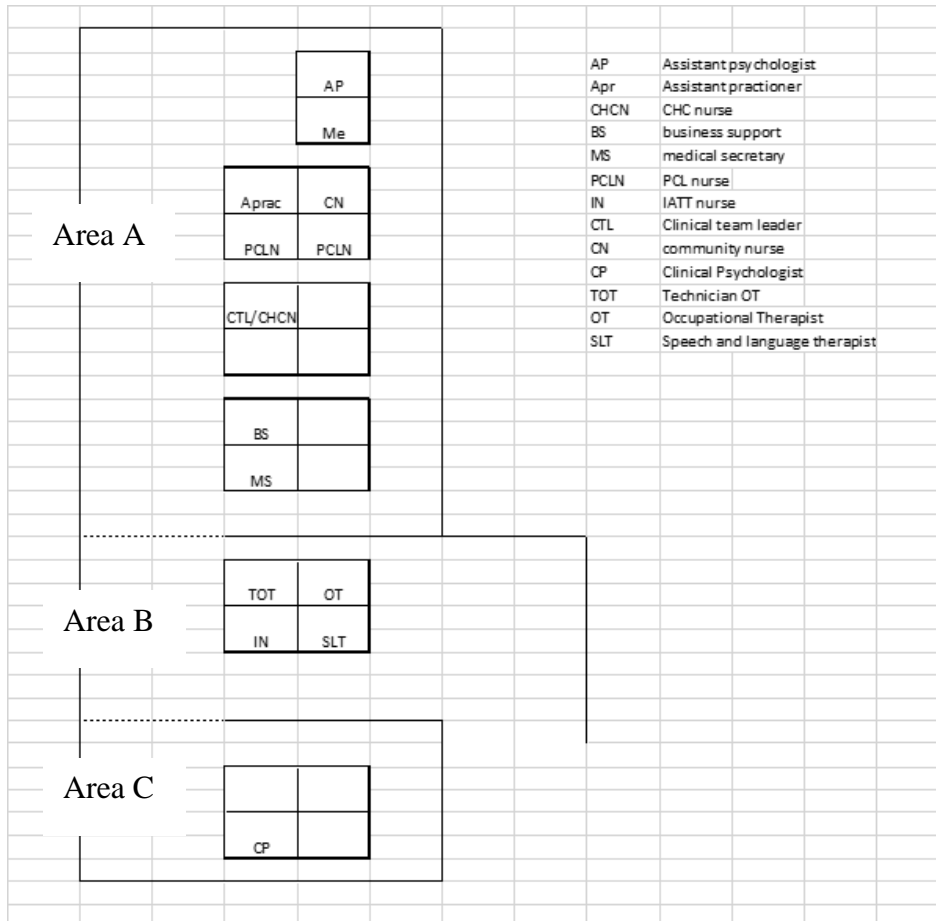 AP
Me
Aprac CN
PCLN PCLN
Area A
CTL/CHCN
BS
MS
TOT OT
IN SLT
Area B
Area C
CP
AP Assistant psychologist
Apr Assistant practioner
CHCN CHC nurse
BS business support
MS medical secretary
PCLN PCL nurse
IN IATT nurse
CTL Clinical team leader
CN community nurse
CP Clinical Psychologist
TOT Technician OT
OT Occupational Therapist
SLT Speech and language therapist